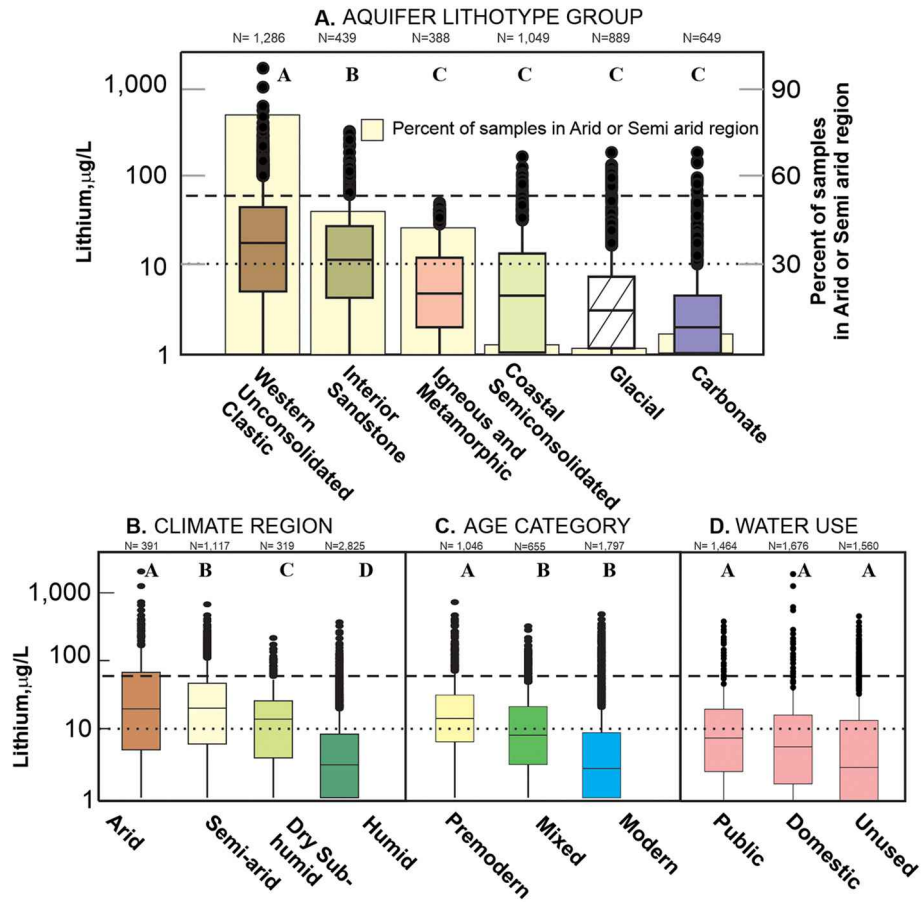 A. AQUIFER LITHOTYPE GROUP
N= 1,286 N=439 N=388 N= 1,049 N=889 N=649
A B C C C C
1,000
100
10
1
Lithium,µg/L
90
60
30
Percent of samples
in Arid or Semi arid region
Percent of samples in Arid or Semi arid region
Western
Unconsolidated
Clastic
Interior
Sandstone
Igneous and
Metamorphic
Coastal
Semiconsolidated
Glacial
Carbonate
B. CLIMATE REGION
N= 391 N=1,117 N= 319 N=2,825
A B C D
1,000
100
10
1
Lithium,µg/L
Arid
Semi-arid
Dry Sub-
humid
Humid
C. AGE CATEGORY
N= 1,046 N=655 N=1,797
A B B
Premodern
Mixed
Modern
D. WATER USE
N= 1,464 N=1,676 N=1,560
A A A
Public
Domestic
Unused